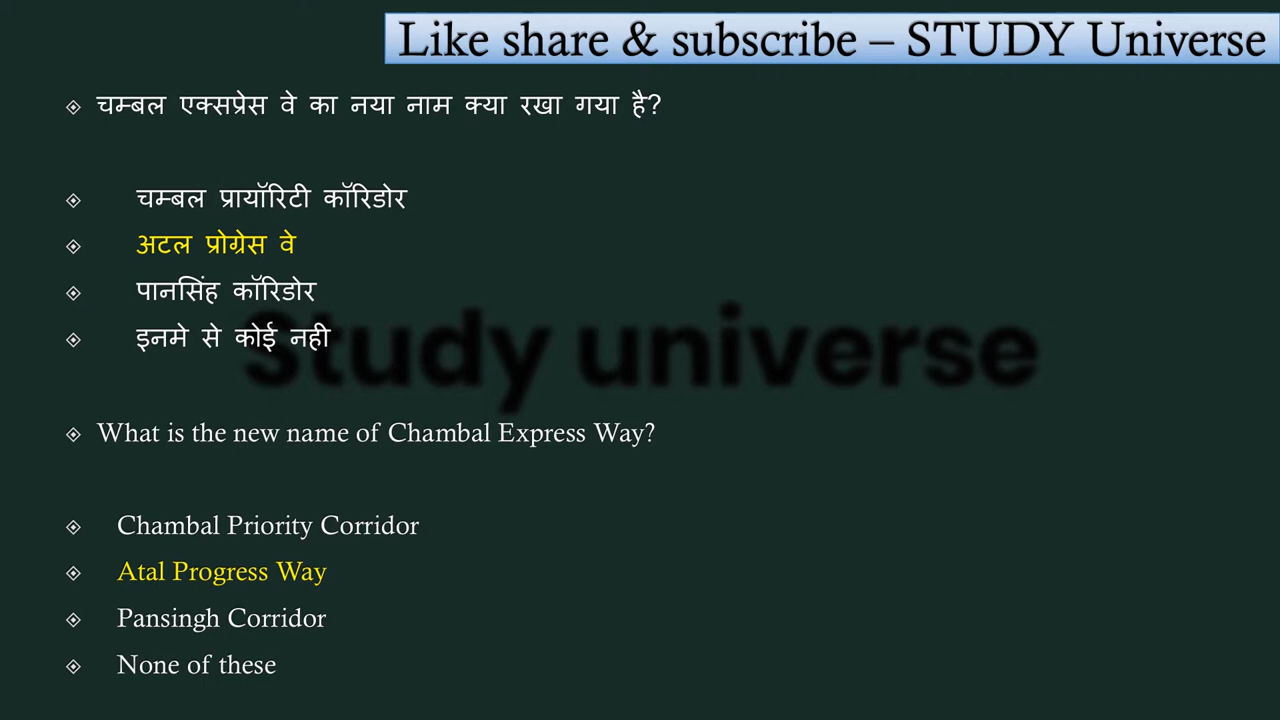 Like share & subscribe – STUDY Universe
चम्बल एक्सप्रेस वे का नया नाम क्या रखा गया है?
चम्बल प्रायॉरिटी कॉरिडोर
अटल प्रोग्रेस वे
पानसिंह कॉरिडोर
इनमे से कोई नही
Study universe
What is the new name of Chambal Express Way?
Chambal Priority Corridor
Atal Progress Way
Pansingh Corridor
None of these